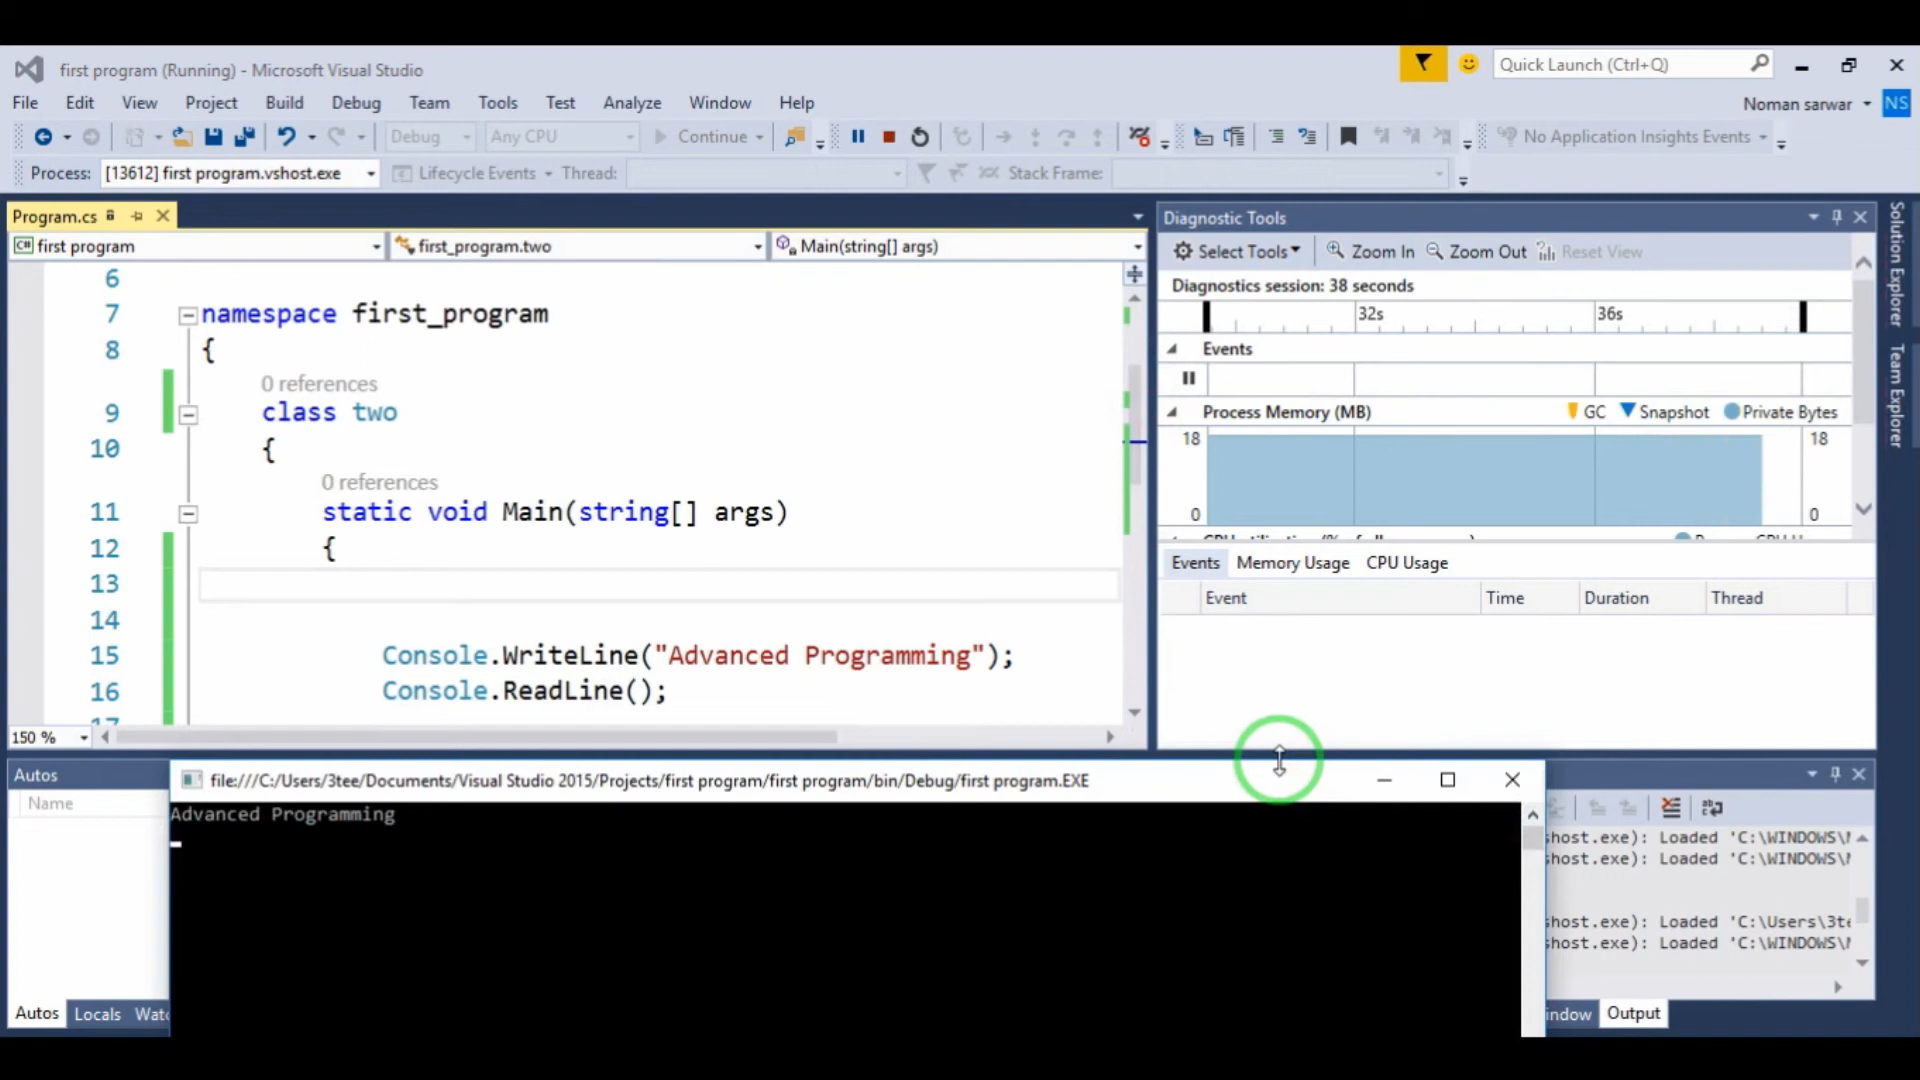 first program (Running) - Microsoft Visual Studio
Quick Launch (Ctrl+Q)
File Edit View Project Build Debug Team Tools Test Analyze Window Help
Noman sarwar NS
Debug Any CPU Continue No Application Insights Events
Process: [13612] first program.vshost.exe Lifecycle Events Thread: Stack Frame:
Program.cs
first program first_program.two Main(string[] args)
6
7 namespace first_program
8 {
0 references
9 class two
10 {
0 references
11 static void Main(string[] args)
12 {
13
14
15 Console.WriteLine("Advanced Programming");
16 Console.ReadLine();
150 %
Diagnostic Tools
Select Tools Zoom In Zoom Out Reset View
Diagnostics session: 38 seconds
32s 36s
Events
Process Memory (MB) GC Snapshot Private Bytes
18 18
0 0
Events Memory Usage CPU Usage
Event Time Duration Thread
Solution Explorer
Team Explorer
Autos
Name
Autos Locals Watc
file:///C:/Users/3tee/Documents/Visual Studio 2015/Projects/first program/first program/bin/Debug/first program.EXE
Advanced Programming
shost.exe): Loaded 'C:\WINDOWS\
shost.exe): Loaded 'C:\WINDOWS\
shost.exe): Loaded 'C:\Users\3te
shost.exe): Loaded 'C:\WINDOWS\
indow Output